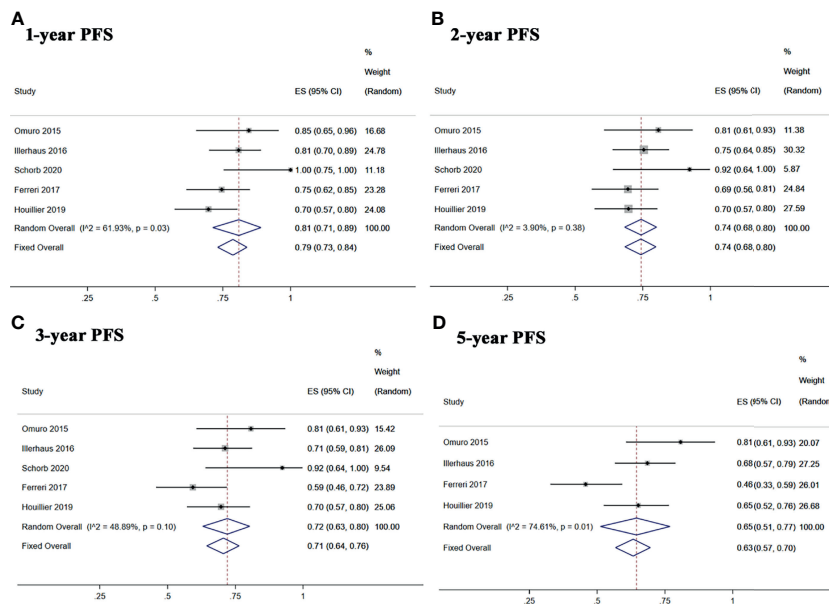 A
1-year PFS
%
Weight
Study ES (95% CI) (Random)
Omuro 2015 0.85 (0.65, 0.96) 16.68
Illerhaus 2016 0.81 (0.70, 0.89) 24.78
Schorb 2020 1.00 (0.75, 1.00) 11.18
Ferreri 2017 0.75 (0.62, 0.85) 23.28
Houillier 2019 0.70 (0.57, 0.80) 24.08
Random Overall (I^2 = 61.93%, p = 0.03) 0.81 (0.71, 0.89) 100.00
Fixed Overall 0.79 (0.73, 0.84)
.25 .5 .75 1
B
2-year PFS
%
Weight
Study ES (95% CI) (Random)
Omuro 2015 0.81 (0.61, 0.93) 11.38
Illerhaus 2016 0.75 (0.64, 0.85) 30.32
Schorb 2020 0.92 (0.64, 1.00) 5.87
Ferreri 2017 0.69 (0.56, 0.81) 24.84
Houillier 2019 0.70 (0.57, 0.80) 27.59
Random Overall (I^2 = 3.90%, p = 0.38) 0.74 (0.68, 0.80) 100.00
Fixed Overall 0.74 (0.68, 0.80)
.25 .5 .75 1
C
3-year PFS
%
Weight
Study ES (95% CI) (Random)
Omuro 2015 0.81 (0.61, 0.93) 15.42
Illerhaus 2016 0.71 (0.59, 0.81) 26.09
Schorb 2020 0.92 (0.64, 1.00) 9.54
Ferreri 2017 0.59 (0.46, 0.72) 23.89
Houillier 2019 0.70 (0.57, 0.80) 25.06
Random Overall (I^2 = 48.89%, p = 0.10) 0.72 (0.63, 0.80) 100.00
Fixed Overall 0.71 (0.64, 0.76)
.25 .5 .75 1
D
5-year PFS
%
Weight
Study ES (95% CI) (Random)
Omuro 2015 0.81 (0.61, 0.93) 20.07
Illerhaus 2016 0.68 (0.57, 0.79) 27.25
Ferreri 2017 0.46 (0.33, 0.59) 26.01
Houillier 2019 0.65 (0.52, 0.76) 26.68
Random Overall (I^2 = 74.61%, p = 0.01) 0.65 (0.51, 0.77) 100.00
Fixed Overall 0.63 (0.57, 0.70)
.25 .5 .75 1